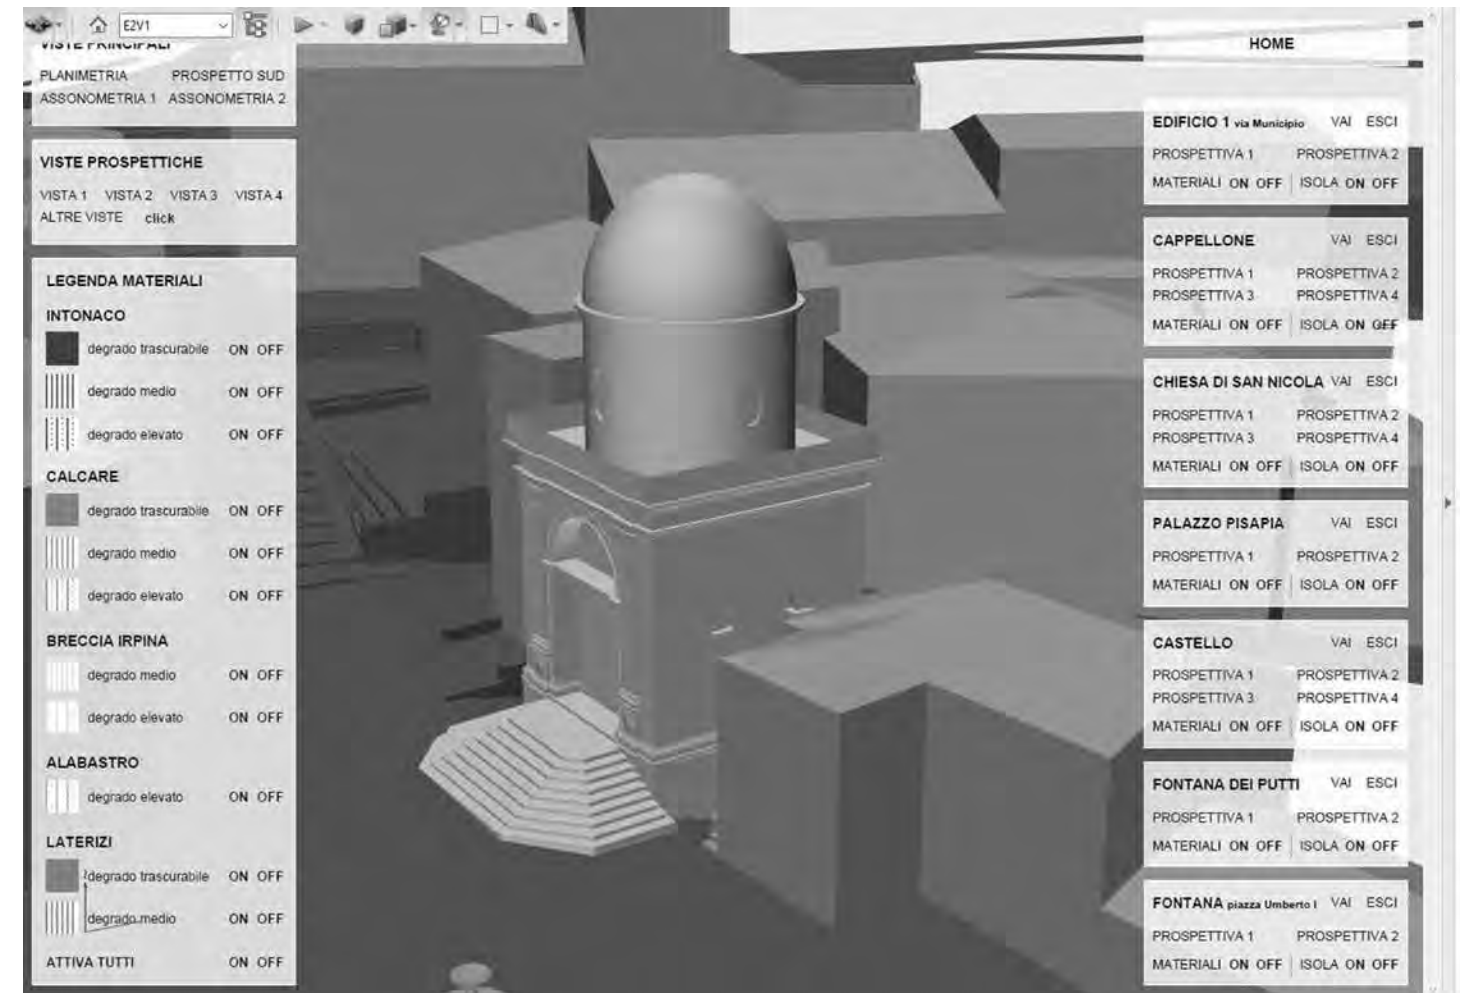 E2V1
VISTE PRINCIPALI
PLANIMETRIA PROSPETTO SUD
ASSONOMETRIA 1 ASSONOMETRIA 2
VISTE PROSPETTICHE
VISTA 1 VISTA 2 VISTA 3 VISTA 4
ALTRE VISTE click
LEGENDA MATERIALI
INTONACO
degrado trascurabile ON OFF
degrado medio ON OFF
degrado elevato ON OFF
CALCARE
degrado trascurabile ON OFF
degrado medio ON OFF
degrado elevato ON OFF
BRECCIA IRPINA
degrado medio ON OFF
degrado elevato ON OFF
ALABASTRO
degrado elevato ON OFF
LATERIZI
degrado trascurabile ON OFF
degrado medio ON OFF
ATTIVA TUTTI ON OFF
HOME
EDIFICIO 1 via Municipio VAI ESCI
PROSPETTIVA 1 PROSPETTIVA 2
MATERIALI ON OFF ISOLA ON OFF
CAPPELLONE VAI ESCI
PROSPETTIVA 1 PROSPETTIVA 2
PROSPETTIVA 3 PROSPETTIVA 4
MATERIALI ON OFF ISOLA ON OFF
CHIESA DI SAN NICOLA VAI ESCI
PROSPETTIVA 1 PROSPETTIVA 2
PROSPETTIVA 3 PROSPETTIVA 4
MATERIALI ON OFF ISOLA ON OFF
PALAZZO PISAPIA VAI ESCI
PROSPETTIVA 1 PROSPETTIVA 2
MATERIALI ON OFF ISOLA ON OFF
CASTELLO VAI ESCI
PROSPETTIVA 1 PROSPETTIVA 2
PROSPETTIVA 3 PROSPETTIVA 4
MATERIALI ON OFF ISOLA ON OFF
FONTANA DEI PUTTI VAI ESCI
PROSPETTIVA 1 PROSPETTIVA 2
MATERIALI ON OFF ISOLA ON OFF
FONTANA piazza Umberto I VAI ESCI
PROSPETTIVA 1 PROSPETTIVA 2
MATERIALI ON OFF ISOLA ON OFF